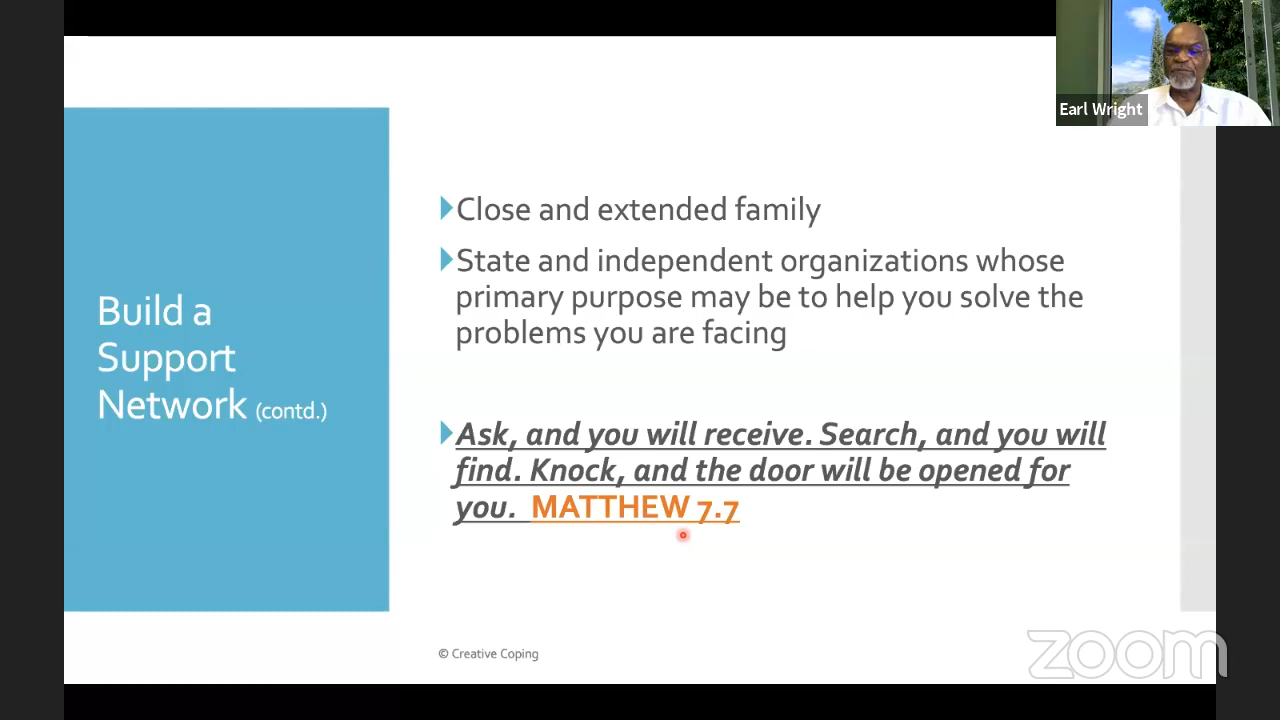 Earl Wright
Build a
Support
Network (contd.)
Close and extended family
State and independent organizations whose
primary purpose may be to help you solve the
problems you are facing
Ask, and you will receive. Search, and you will
find. Knock, and the door will be opened for
you. MATTHEW 7.7
© Creative Coping
zoom